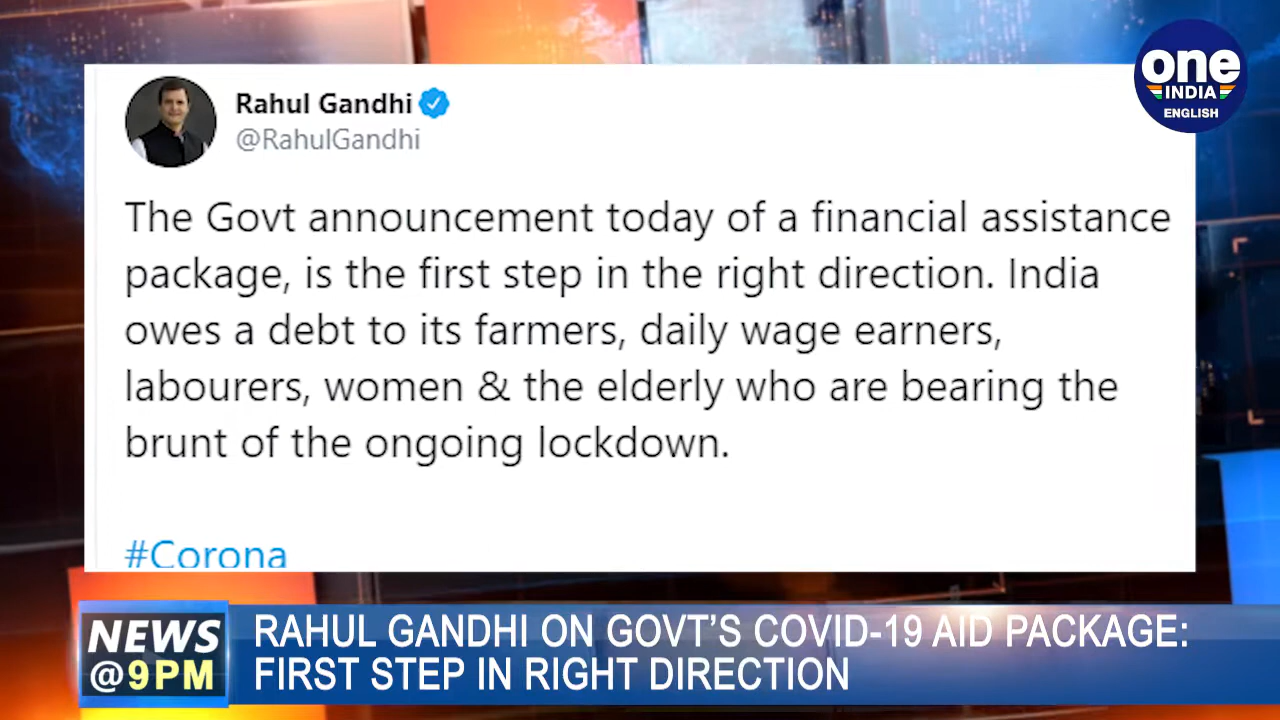 one
INDIA
ENGLISH
Rahul Gandhi
@RahulGandhi
The Govt announcement today of a financial assistance
package, is the first step in the right direction. India
owes a debt to its farmers, daily wage earners,
labourers, women & the elderly who are bearing the
brunt of the ongoing lockdown.
#Corona
NEWS
@9PM
RAHUL GANDHI ON GOVT'S COVID-19 AID PACKAGE:
FIRST STEP IN RIGHT DIRECTION